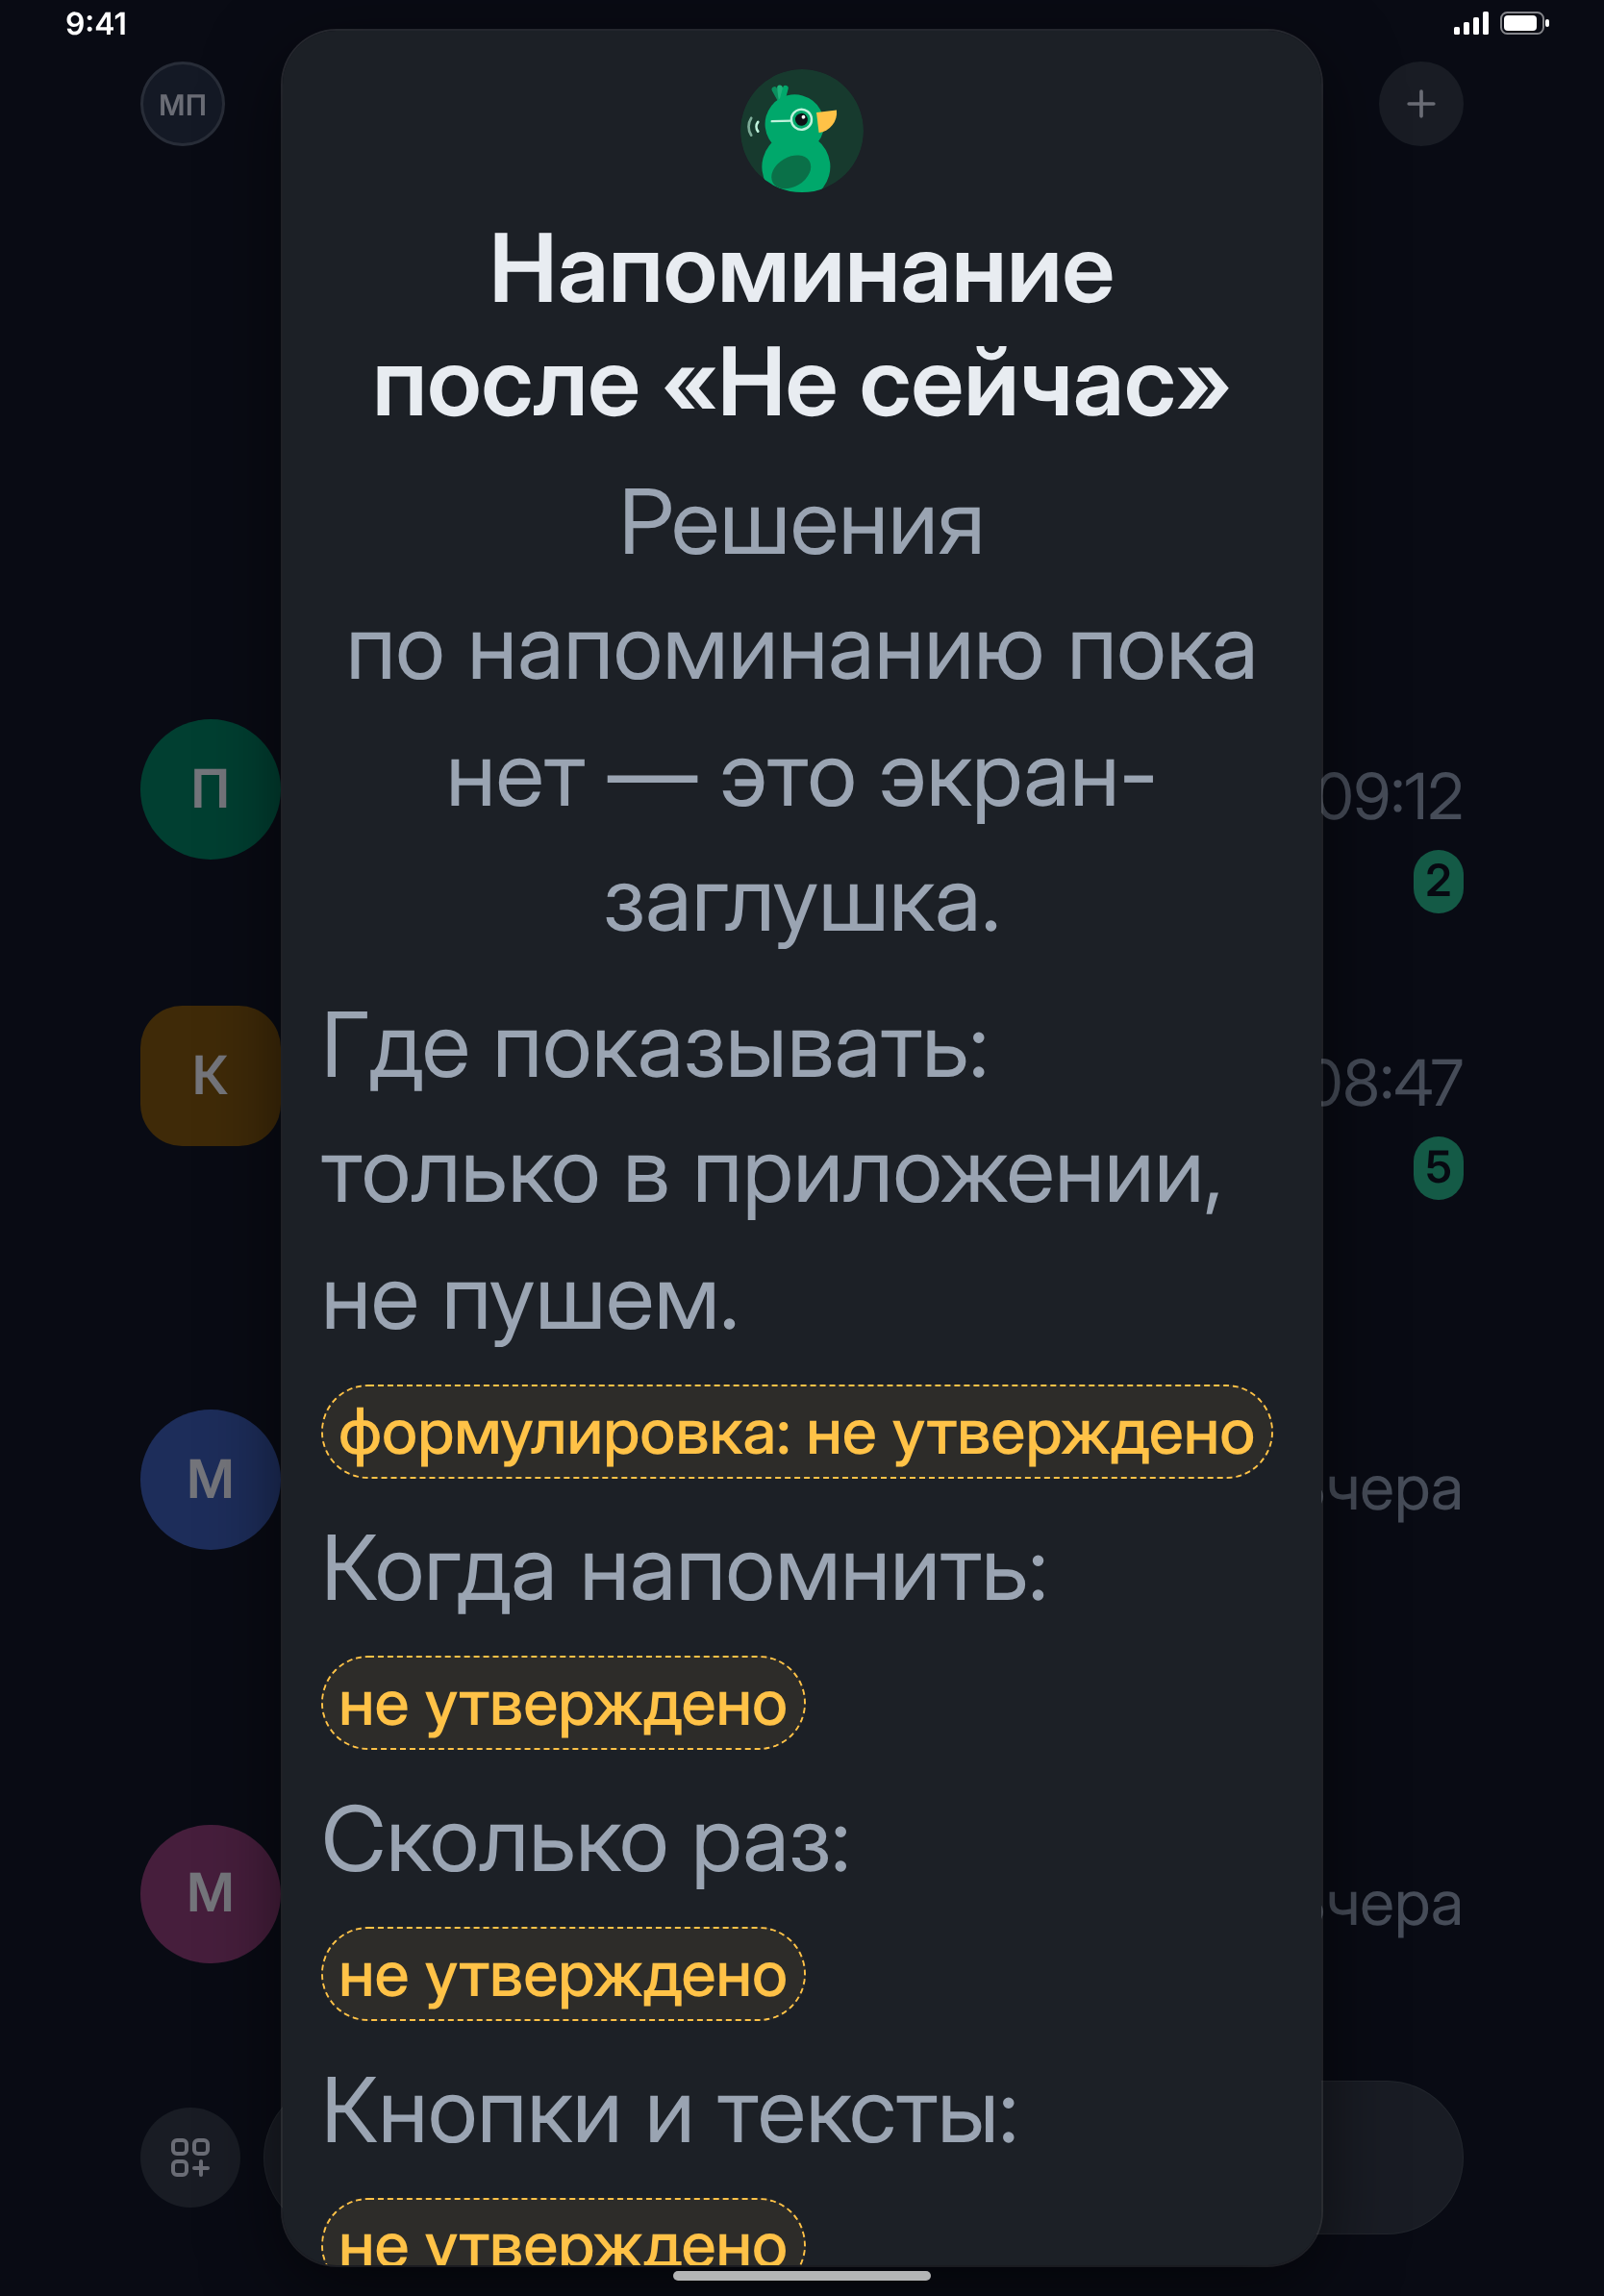 9:41
МП
Напоминание
после «Не сейчас»
Решения
по напоминанию пока
нет — это экран-
заглушка.
П
09:12
2
Где показывать:
только в приложении,
не пушем.
К
08:47
5
формулировка: не утверждено
М
чера
Когда напомнить:
не утверждено
Сколько раз:
М
чера
не утверждено
Кнопки и тексты:
не утверждено